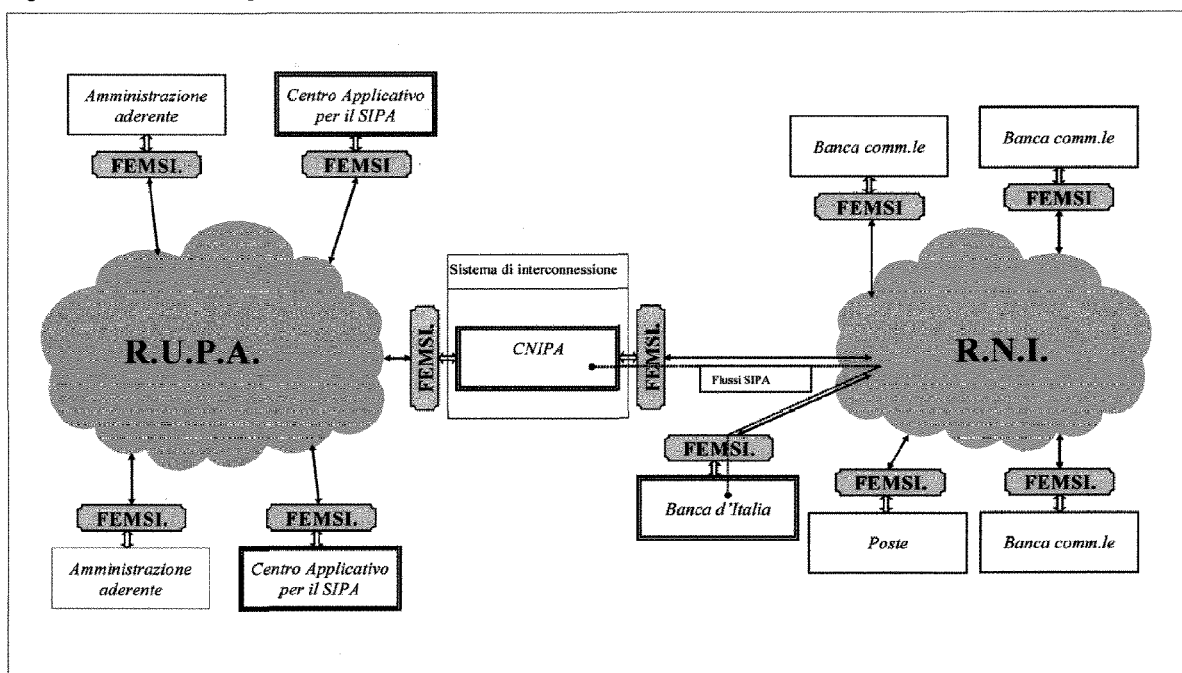 Amministrazione
aderente
FEMSI.
Centro Applicativo
per il SIPA
FEMSI
Banca comm.le
FEMSI
Banca comm.le
FEMSI
R.U.P.A.
FEMSI.
Sistema di interconnessione
CNIPA
FEMSI.
Flussi SIPA
R.N.I.
FEMSI.
Banca d'Italia
FEMSI.
Poste
FEMSI.
Banca comm.le
FEMSI.
Amministrazione
aderente
FEMSI.
Centro Applicativo
per il SIPA